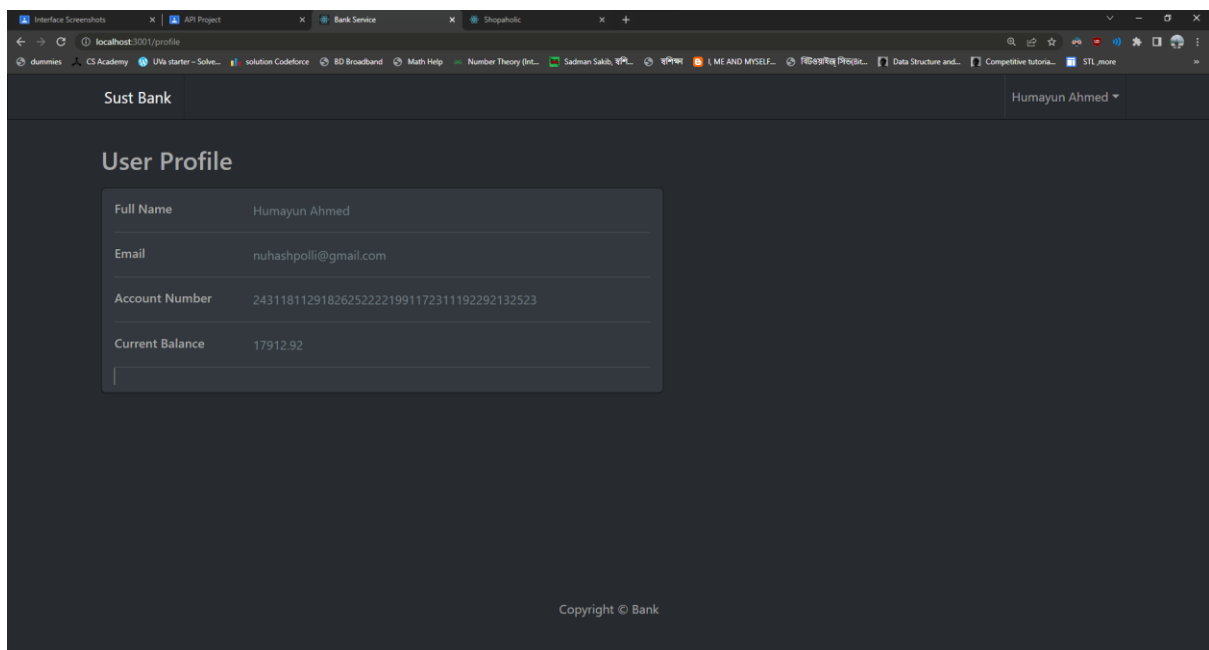 Interface Screenshots API Project Bank Service Shopaholic
localhost:3001/profile
dummies CS Academy UVa starter – Solve... solution Codeforce BD Broadband Math Help Number Theory (Int... Sadman Sakib, I, ME AND MYSELF... Data Structure and... Competitive tutoria... STL ,more
Sust Bank Humayun Ahmed
User Profile
Full Name Humayun Ahmed
Email nuhashpolli@gmail.com
Account Number 243118112918262522221991172311192292132523
Current Balance 17912.92
Copyright © Bank